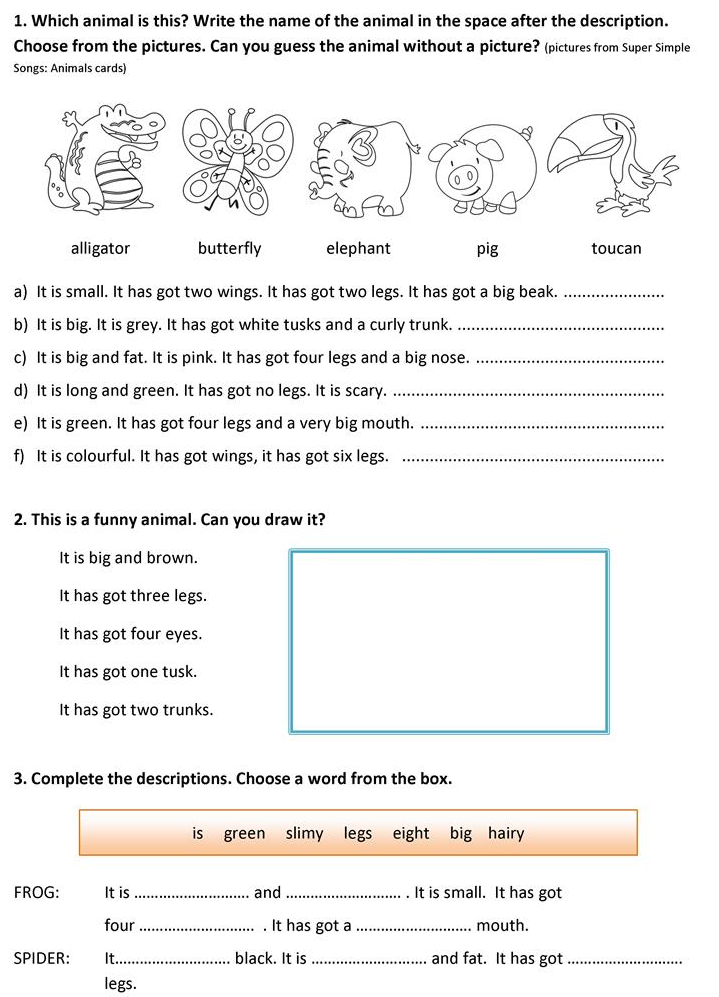 1. Which animal is this? Write the name of the animal in the space after the description.
Choose from the pictures. Can you guess the animal without a picture? (pictures from Super Simple
Songs: Animals cards)
alligator butterfly elephant pig toucan
a) It is small. It has got two wings. It has got two legs. It has got a big beak. ......................
b) It is big. It is grey. It has got white tusks and a curly trunk. .............................................
c) It is big and fat. It is pink. It has got four legs and a big nose. .........................................
d) It is long and green. It has got no legs. It is scary. ...........................................................
e) It is green. It has got four legs and a very big mouth. .....................................................
f) It is colourful. It has got wings, it has got six legs. .........................................................
2. This is a funny animal. Can you draw it?
It is big and brown.
It has got three legs.
It has got four eyes.
It has got one tusk.
It has got two trunks.
3. Complete the descriptions. Choose a word from the box.
is green slimy legs eight big hairy
FROG: It is ............................ and ............................ . It is small. It has got
four ............................ . It has got a ............................ mouth.
SPIDER: It............................ black. It is ............................ and fat. It has got ............................
legs.